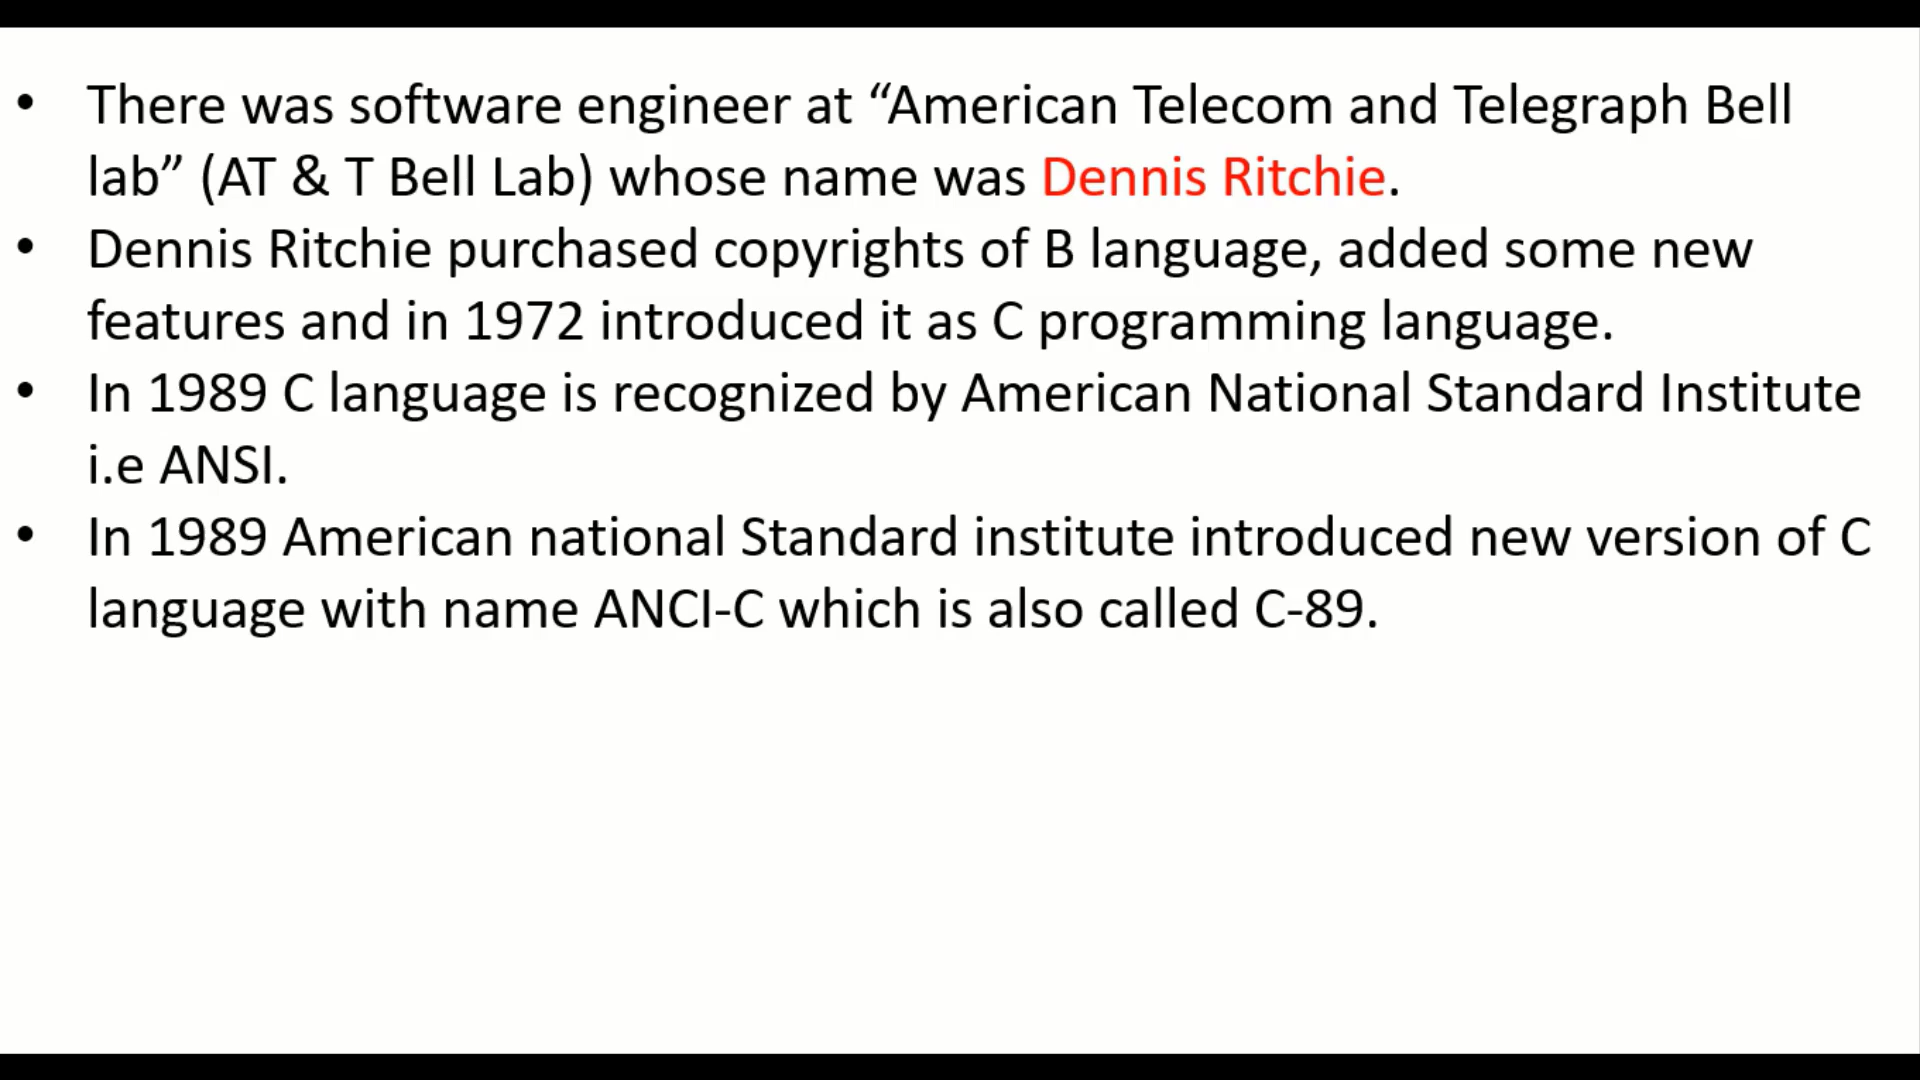 • There was software engineer at “American Telecom and Telegraph Bell
lab” (AT & T Bell Lab) whose name was Dennis Ritchie.
• Dennis Ritchie purchased copyrights of B language, added some new
features and in 1972 introduced it as C programming language.
• In 1989 C language is recognized by American National Standard Institute
i.e ANSI.
• In 1989 American national Standard institute introduced new version of C
language with name ANCI-C which is also called C-89.